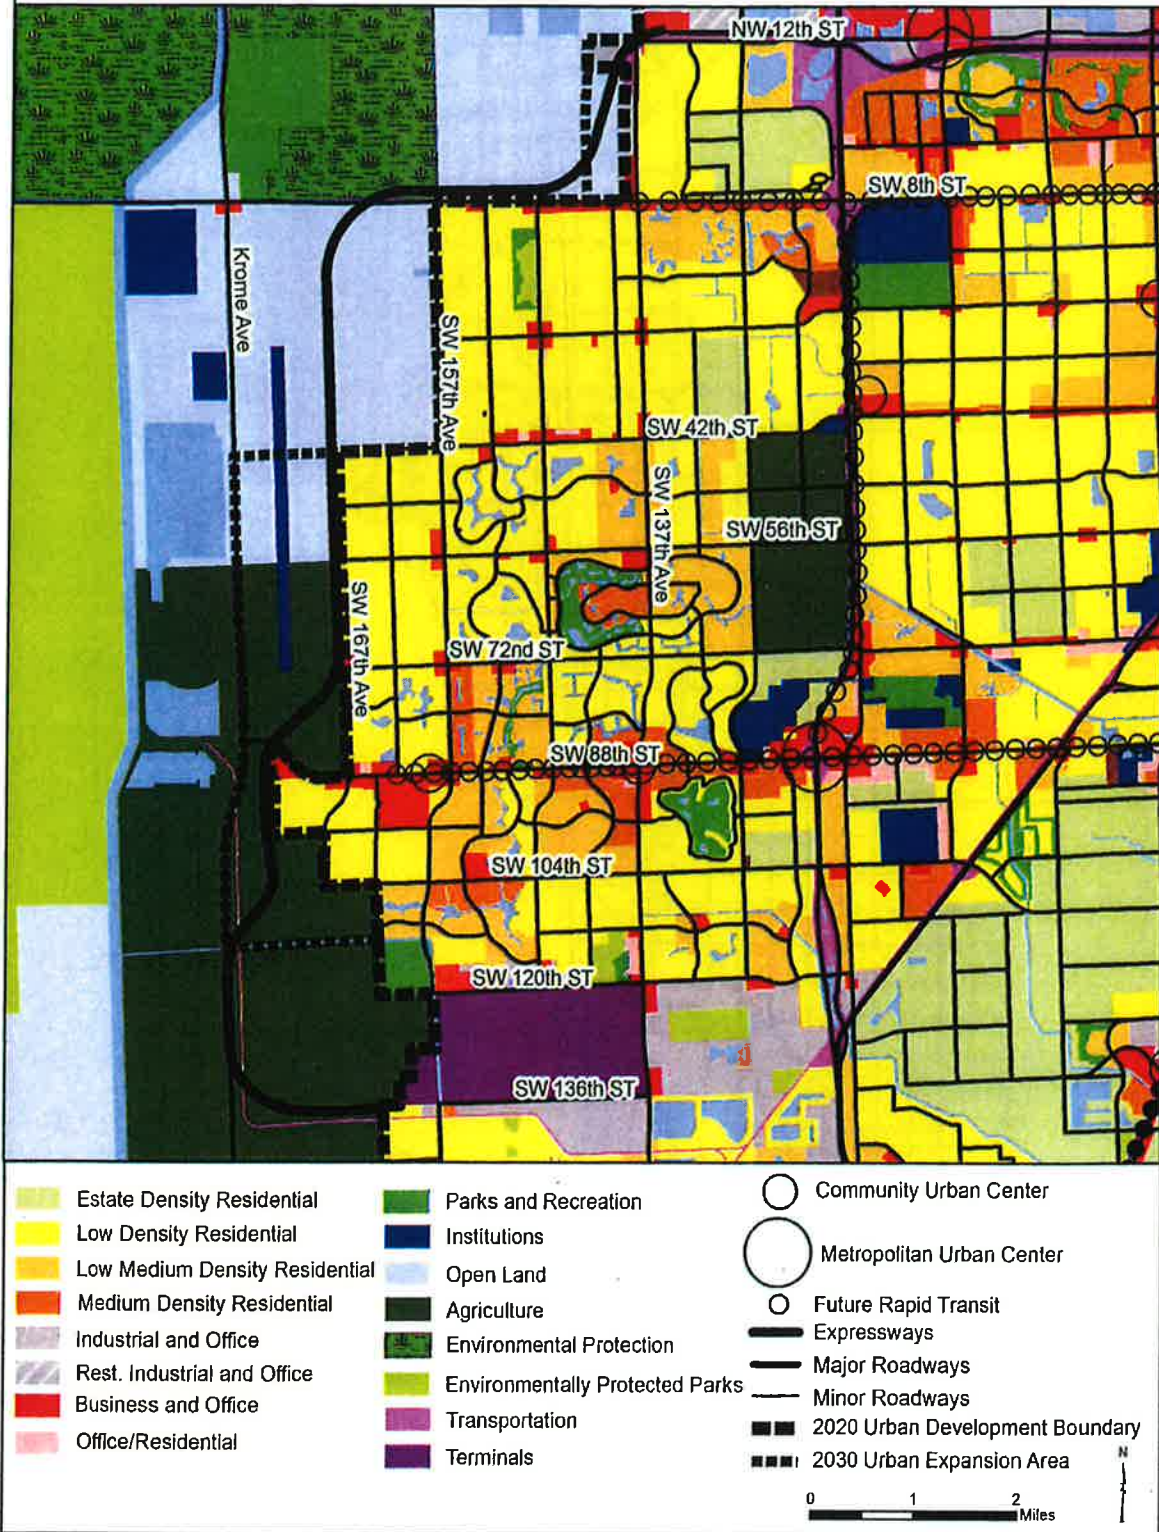 NW 12th ST
SW 8th ST
Krome Ave
SW 157th Ave
SW 42th ST
SW 137th Ave
SW 56th ST
SW 167th Ave
SW 72nd ST
SW 88th ST
SW 104th ST
SW 120th ST
SW 136th ST
Estate Density Residential
Low Density Residential
Low Medium Density Residential
Medium Density Residential
Industrial and Office
Rest. Industrial and Office
Business and Office
Office/Residential
Parks and Recreation
Institutions
Open Land
Agriculture
Environmental Protection
Environmentally Protected Parks
Transportation
Terminals
Community Urban Center
Metropolitan Urban Center
Future Rapid Transit
Expressways
Major Roadways
Minor Roadways
2020 Urban Development Boundary
2030 Urban Expansion Area
N
0 1 2
Miles